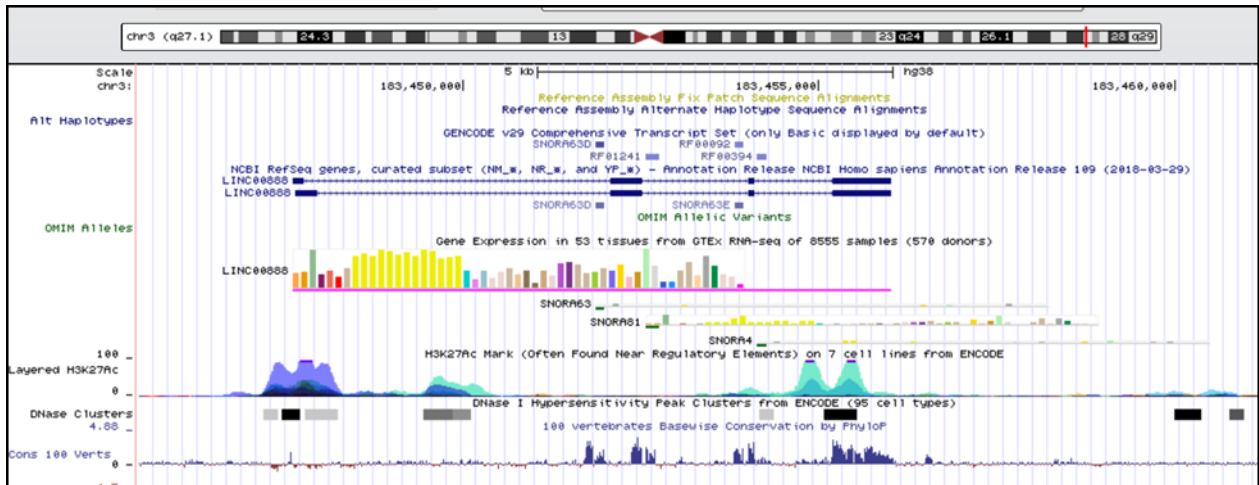 chr3 (q27.1) 24.3 13 23 q24 26.1 28 q29
Scale 5 kb hg38
chr3: 183,450,000 183,455,000 183,460,000
Reference Assembly Fix Patch Sequence Alignments
Reference Assembly Alternate Haplotype Sequence Alignments
Alt Haplotypes
GENCODE v29 Comprehensive Transcript Set (only Basic displayed by default)
SNORA63D RF00092
RF01241 RF00394
NCBI RefSeq genes, curated subset (NM_*, NR_*, and YP_*) - Annotation Release NCBI Homo sapiens Annotation Release 109 (2018-03-29)
LINC00888
LINC00888
SNORA63D SNORA63E
OMIM Allelic Variants
OMIM Alleles
Gene Expression in 53 tissues from GTEx RNA-seq of 8555 samples (570 donors)
LINC00888
SNORA63
SNORA81
SNORA4
100 _ H3K27Ac Mark (Often Found Near Regulatory Elements) on 7 cell lines from ENCODE
Layered H3K27Ac
0 _
DNase I Hypersensitivity Peak Clusters from ENCODE (95 cell types)
DNase Clusters
4.88 _ 100 vertebrates Basewise Conservation by PhyloP
Cons 100 Verts
0 -